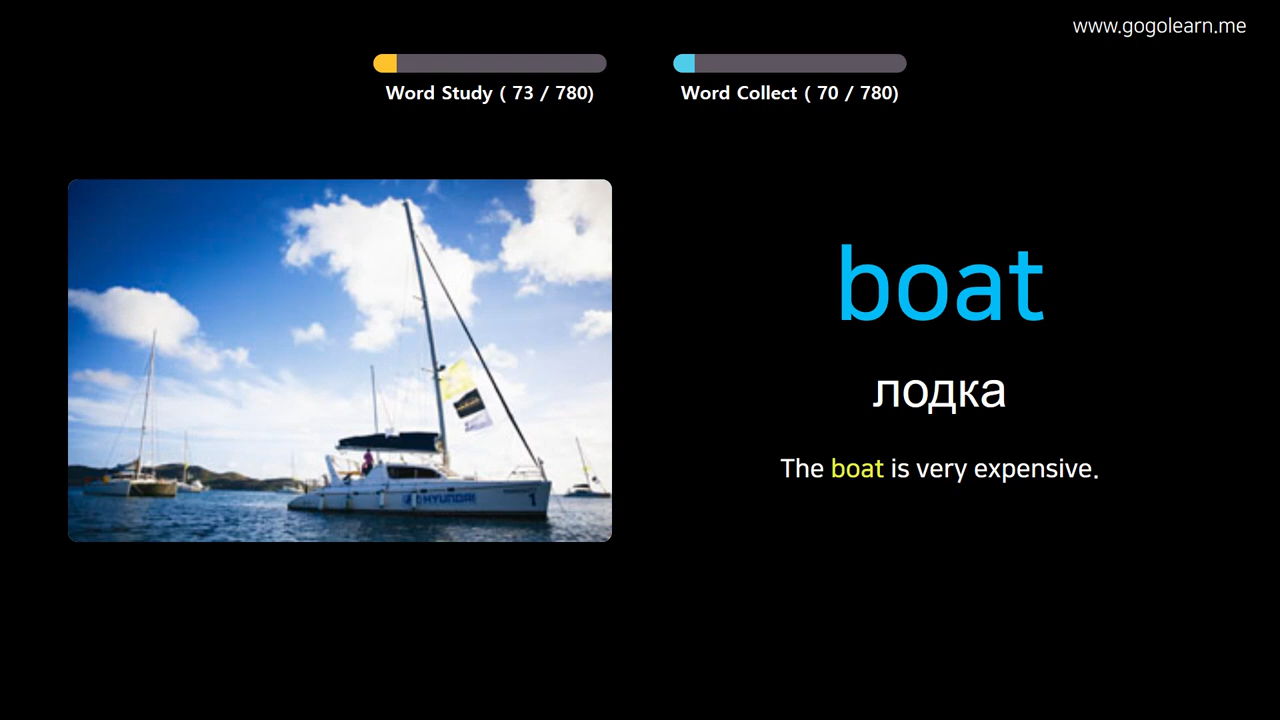 www.gogolearn.me
Word Study ( 73 / 780)
Word Collect ( 70 / 780)
boat
лодка
The boat is very expensive.
HYUNDAI
1